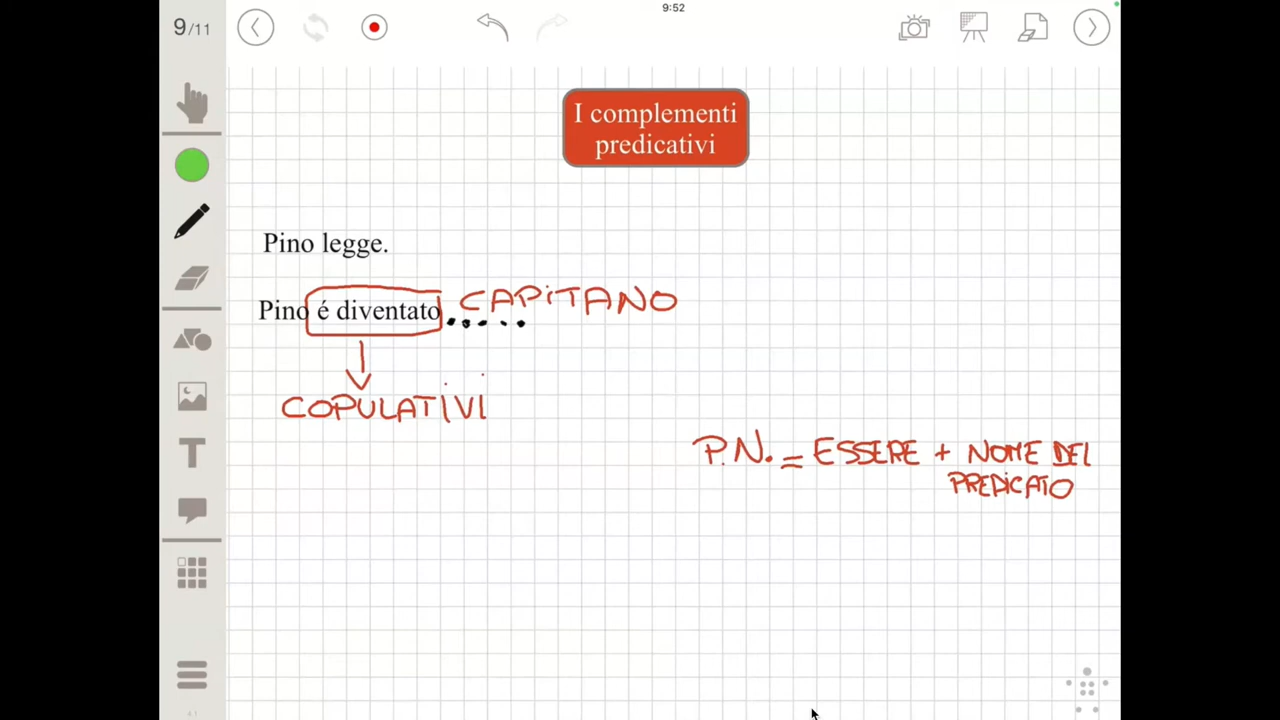 9:52
9/11
I complementi
predicativi
Pino legge.
Pino é diventato CAPITANO
COPULATIVI
P.N. = ESSERE + NOME DEL
PREDICATO
T